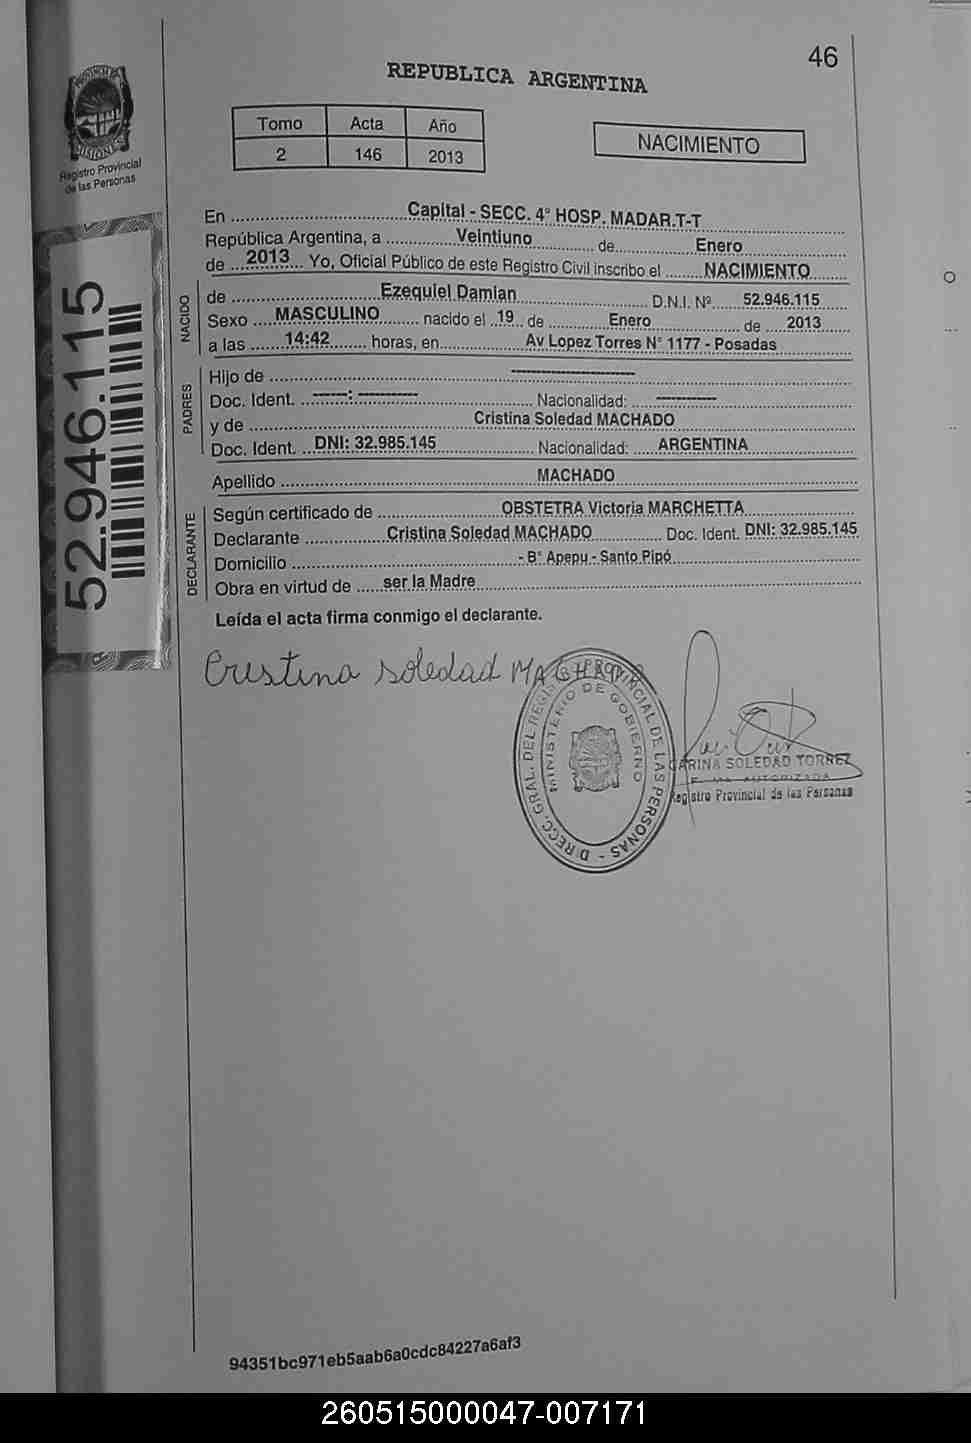 46
REPUBLICA ARGENTINA
PROVINCIA DE MISIONES
Registro Provincial
de las Personas
Tomo Acta Año
2 146 2013
NACIMIENTO
En ........ Capital - SECC. 4° HOSP. MADAR.T-T
República Argentina, a ........ Veintiuno ........ de ........ Enero
de ... 2013 ... Yo, Oficial Público de este Registro Civil inscribo el ........ NACIMIENTO
NACIDO
de ........ Ezequiel Damian ........ D.N.I. Nº ........ 52.946.115
Sexo .... MASCULINO ........ nacido el .. 19 .. de ........ Enero ........ de .... 2013
a las ...... 14:42 ........ horas, en ........ Av Lopez Torres N° 1177 - Posadas
PADRES
Hijo de ........ --------------------
Doc. Ident. ..------:----------- ........ Nacionalidad: ....-----------
y de ........ Cristina Soledad MACHADO
Doc. Ident. ... DNI: 32.985.145 ........ Nacionalidad: ..... ARGENTINA
Apellido ........ MACHADO
DECLARANTE
Según certificado de ........ OBSTETRA Victoria MARCHETTA
Declarante ........ Cristina Soledad MACHADO ........ Doc. Ident. DNI: 32.985.145
Domicilio ........ - B° Apepu - Santo Pipó
Obra en virtud de ..... ser la Madre
Leída el acta firma conmigo el declarante.
Cristina Soledad MACHADO
DIRECC. GRAL. DEL REGIS. PROVINCIAL DE LAS PERSONAS -
MINISTERIO DE GOBIERNO
CARINA SOLEDAD TORREZ
AUTORIZADA
Registro Provincial de las Personas
52.946.115
94351bc971eb5aab6a0cdc84227a6af3
260515000047-007171